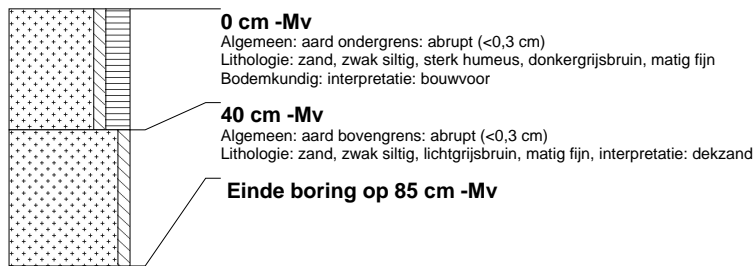 0 cm -Mv
Algemeen: aard ondergrens: abrupt (<0,3 cm)
Lithologie: zand, zwak siltig, sterk humeus, donkergrijsbruin, matig fijn
Bodemkundig: interpretatie: bouwvoor
40 cm -Mv
Algemeen: aard bovengrens: abrupt (<0,3 cm)
Lithologie: zand, zwak siltig, lichtgrijsbruin, matig fijn, interpretatie: dekzand
Einde boring op 85 cm -Mv